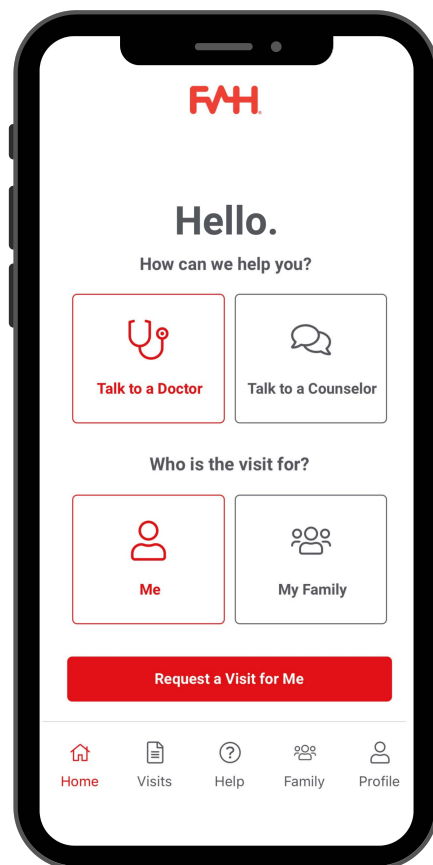 FAH
Hello.
How can we help you?
Talk to a Doctor
Talk to a Counselor
Who is the visit for?
Me
My Family
Request a Visit for Me
Home
Visits
Help
Family
Profile